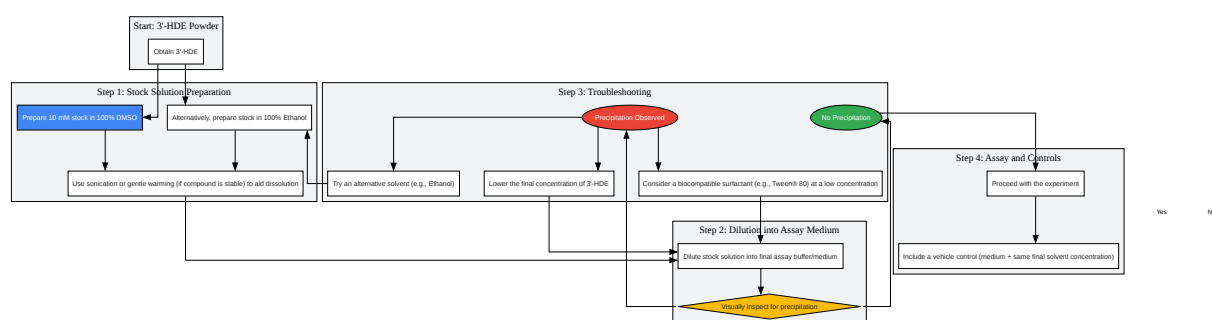 Start: 3'-HDE Powder
Obtain 3'-HDE
Step 1: Stock Solution Preparation
Prepare 10 mM stock in 100% DMSO
Alternatively, prepare stock in 100% Ethanol
Use sonication or gentle warming (if compound is stable) to aid dissolution
Step 3: Troubleshooting
Precipitation Observed
No Precipitation
Try an alternative solvent (e.g., Ethanol)
Lower the final concentration of 3'-HDE
Consider a biocompatible surfactant (e.g., Tween® 80) at a low concentration
Step 4: Assay and Controls
Proceed with the experiment
Include a vehicle control (medium + same final solvent concentration)
Yes
N
Step 2: Dilution into Assay Medium
Dilute stock solution into final assay buffer/medium
Visually inspect for precipitation